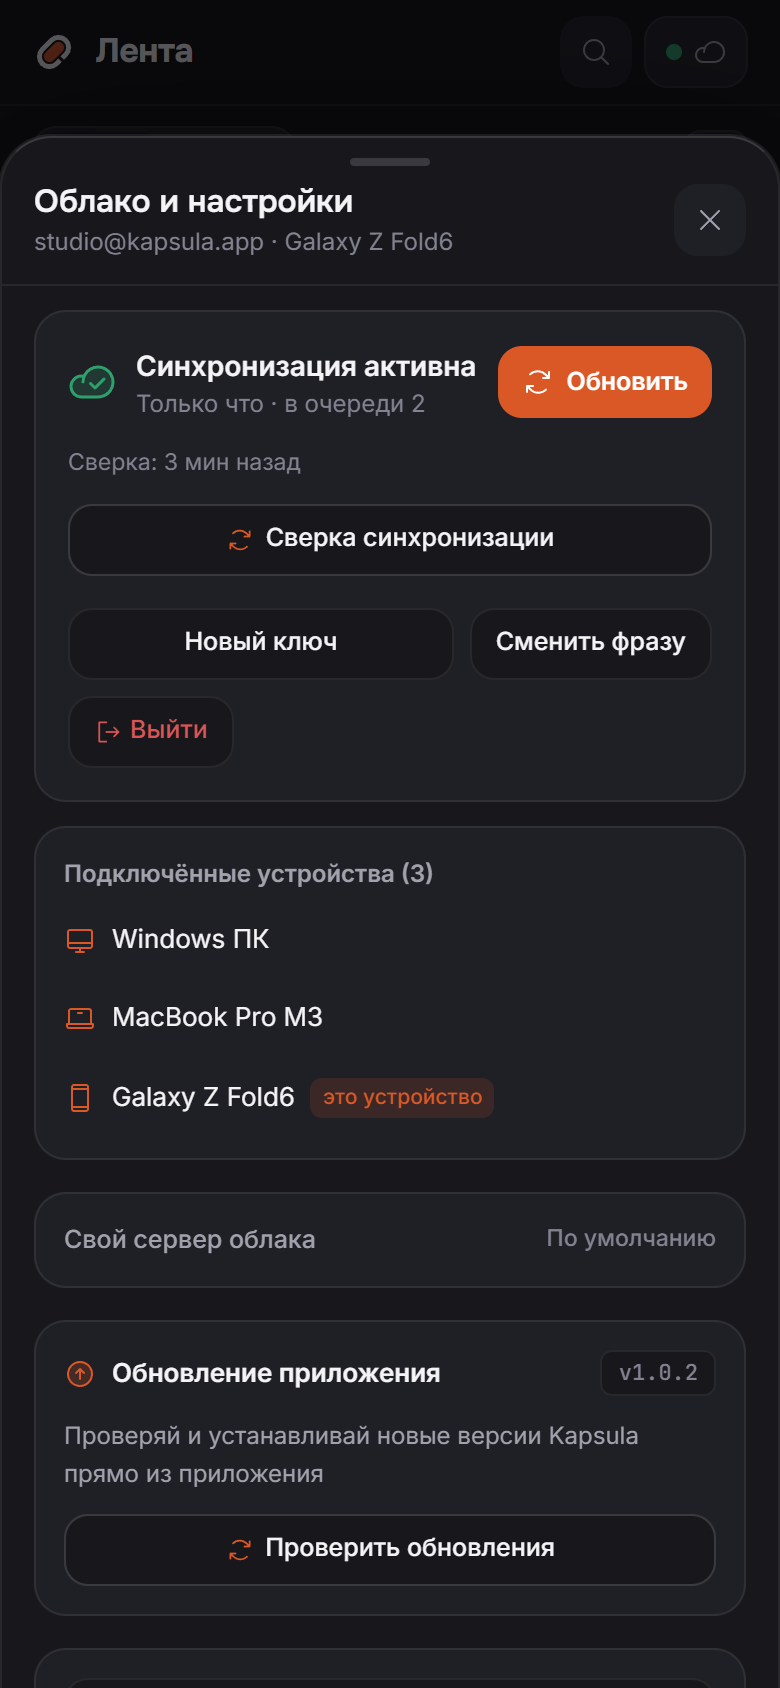 Лента
Облако и настройки
studio@kapsula.app · Galaxy Z Fold6
Синхронизация активна
Только что · в очереди 2
Обновить
Сверка: 3 мин назад
Сверка синхронизации
Новый ключ
Сменить фразу
Выйти
Подключённые устройства (3)
Windows ПК
MacBook Pro M3
Galaxy Z Fold6 это устройство
Свой сервер облака
По умолчанию
Обновление приложения
v1.0.2
Проверяй и устанавливай новые версии Kapsula
прямо из приложения
Проверить обновления